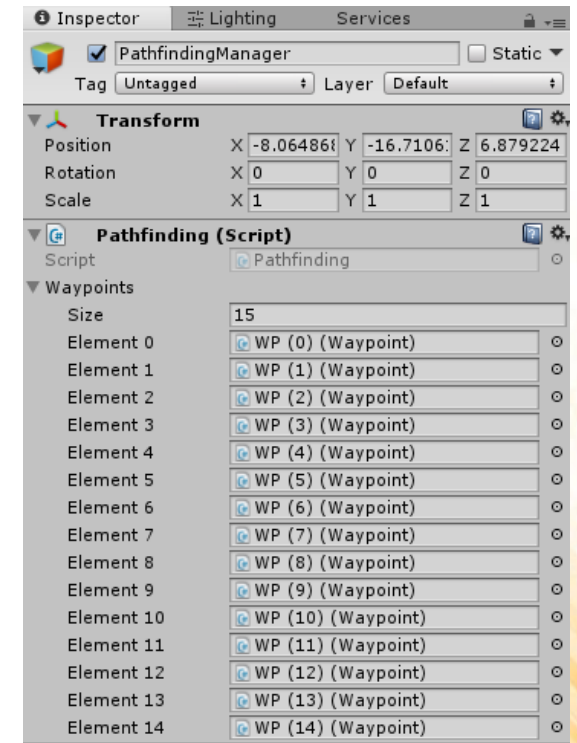 Inspector Lighting Services
PathfindingManager Static
Tag Untagged Layer Default
Transform
Position X -8.064868 Y -16.7106 Z 6.879224
Rotation X 0 Y 0 Z 0
Scale X 1 Y 1 Z 1
Pathfinding (Script)
Script Pathfinding
Waypoints
Size 15
Element 0 WP (0) (Waypoint)
Element 1 WP (1) (Waypoint)
Element 2 WP (2) (Waypoint)
Element 3 WP (3) (Waypoint)
Element 4 WP (4) (Waypoint)
Element 5 WP (5) (Waypoint)
Element 6 WP (6) (Waypoint)
Element 7 WP (7) (Waypoint)
Element 8 WP (8) (Waypoint)
Element 9 WP (9) (Waypoint)
Element 10 WP (10) (Waypoint)
Element 11 WP (11) (Waypoint)
Element 12 WP (12) (Waypoint)
Element 13 WP (13) (Waypoint)
Element 14 WP (14) (Waypoint)